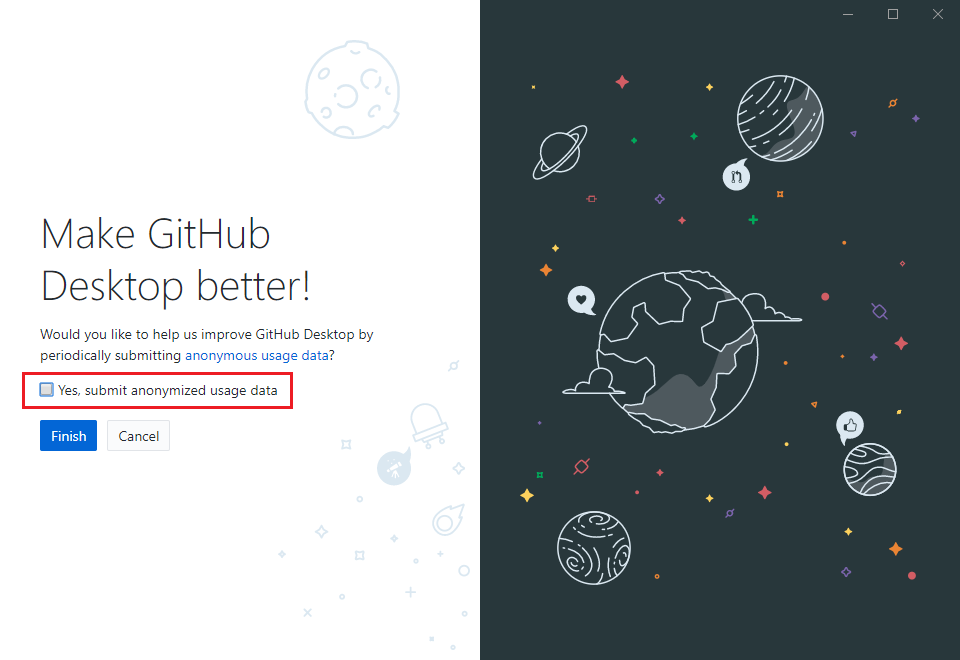 Make GitHub
Desktop better!
Would you like to help us improve GitHub Desktop by
periodically submitting anonymous usage data?
Yes, submit anonymized usage data
Finish
Cancel